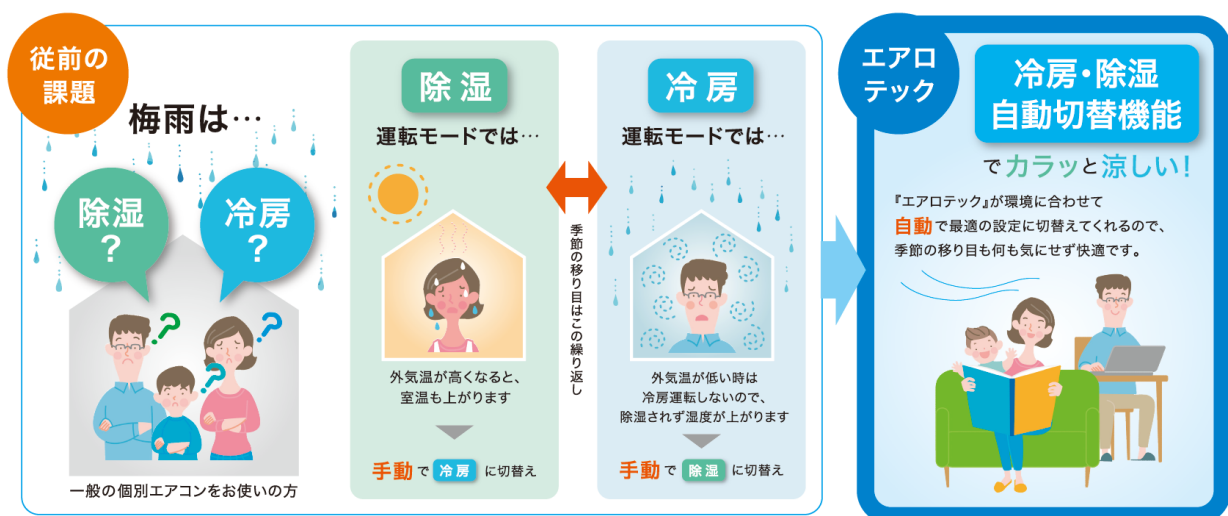 従前の
課題
梅雨は…
除湿
?
冷房
?
一般の個別エアコンをお使いの方
除湿
運転モードでは…
外気温が高くなると、
室温も上がります
手動で 冷房 に切替え
季節の移り目はこの繰り返し
冷房
運転モードでは…
外気温が低い時は
冷房運転しないので、
除湿されず湿度が上がります
手動で 除湿 に切替え
エアロ
テック
冷房・除湿
自動切替機能
でカラッと涼しい!
『エアロテック』が環境に合わせて
自動で最適の設定に切替えてくれるので、
季節の移り目も何も気にせず快適です。